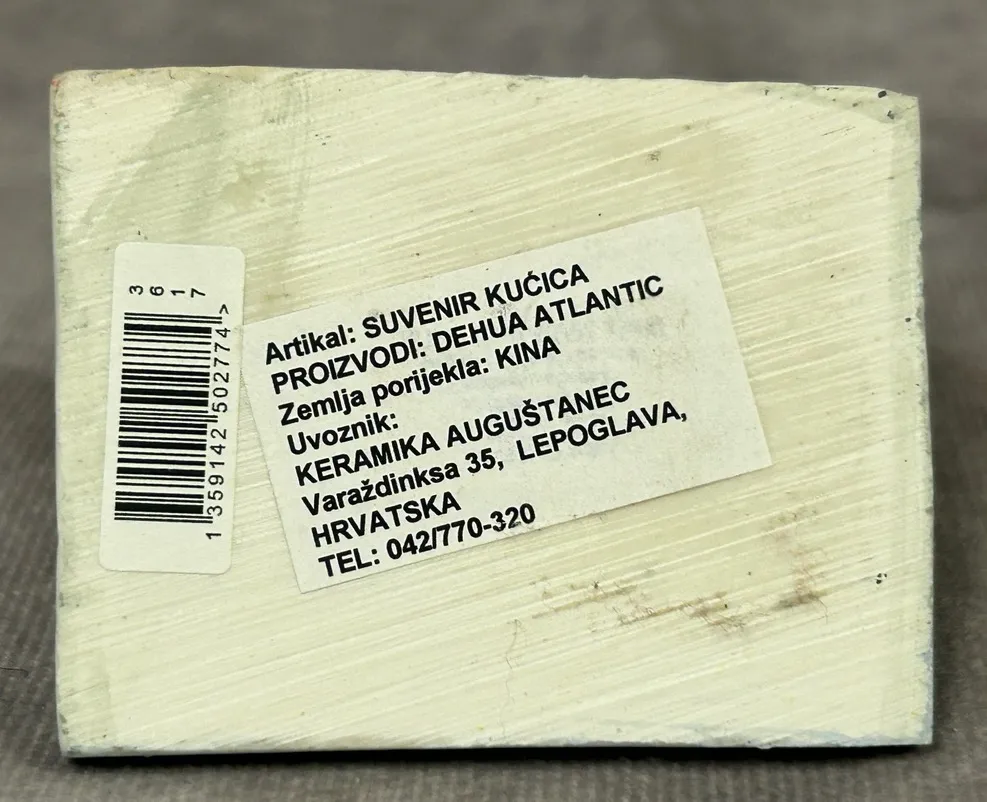 3617
1 359142 502774 >
Artikal: SUVENIR KUĆICA
PROIZVODI: DEHUA ATLANTIC
Zemlja porijekla: KINA
Uvoznik:
KERAMIKA AUGUŠTANEC
Varaždinksa 35, LEPOGLAVA,
HRVATSKA
TEL: 042/770-320